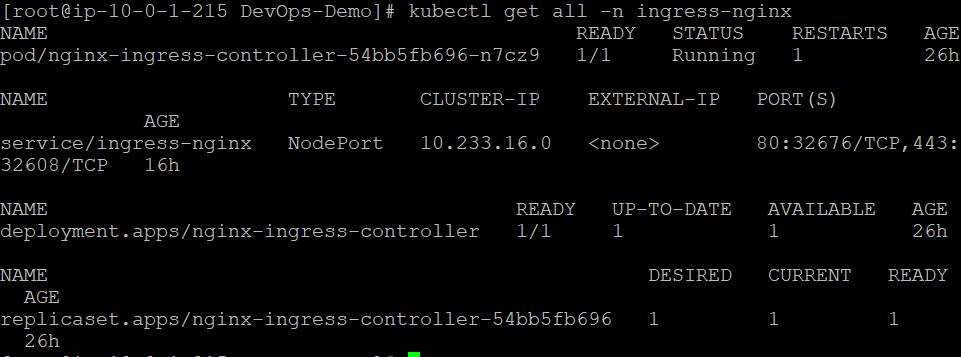 [root@ip-10-0-1-215 DevOps-Demo]# kubectl get all -n ingress-nginx
NAME                                            READY   STATUS    RESTARTS   AGE
pod/nginx-ingress-controller-54bb5fb696-n7cz9   1/1     Running   1          26h
NAME                    TYPE       CLUSTER-IP    EXTERNAL-IP   PORT(S)
            AGE
service/ingress-nginx   NodePort   10.233.16.0   <none>        80:32676/TCP,443:
32608/TCP   16h
NAME                                       READY   UP-TO-DATE   AVAILABLE   AGE
deployment.apps/nginx-ingress-controller   1/1     1            1           26h
NAME                                                  DESIRED   CURRENT   READY
  AGE
replicaset.apps/nginx-ingress-controller-54bb5fb696   1         1         1
  26h